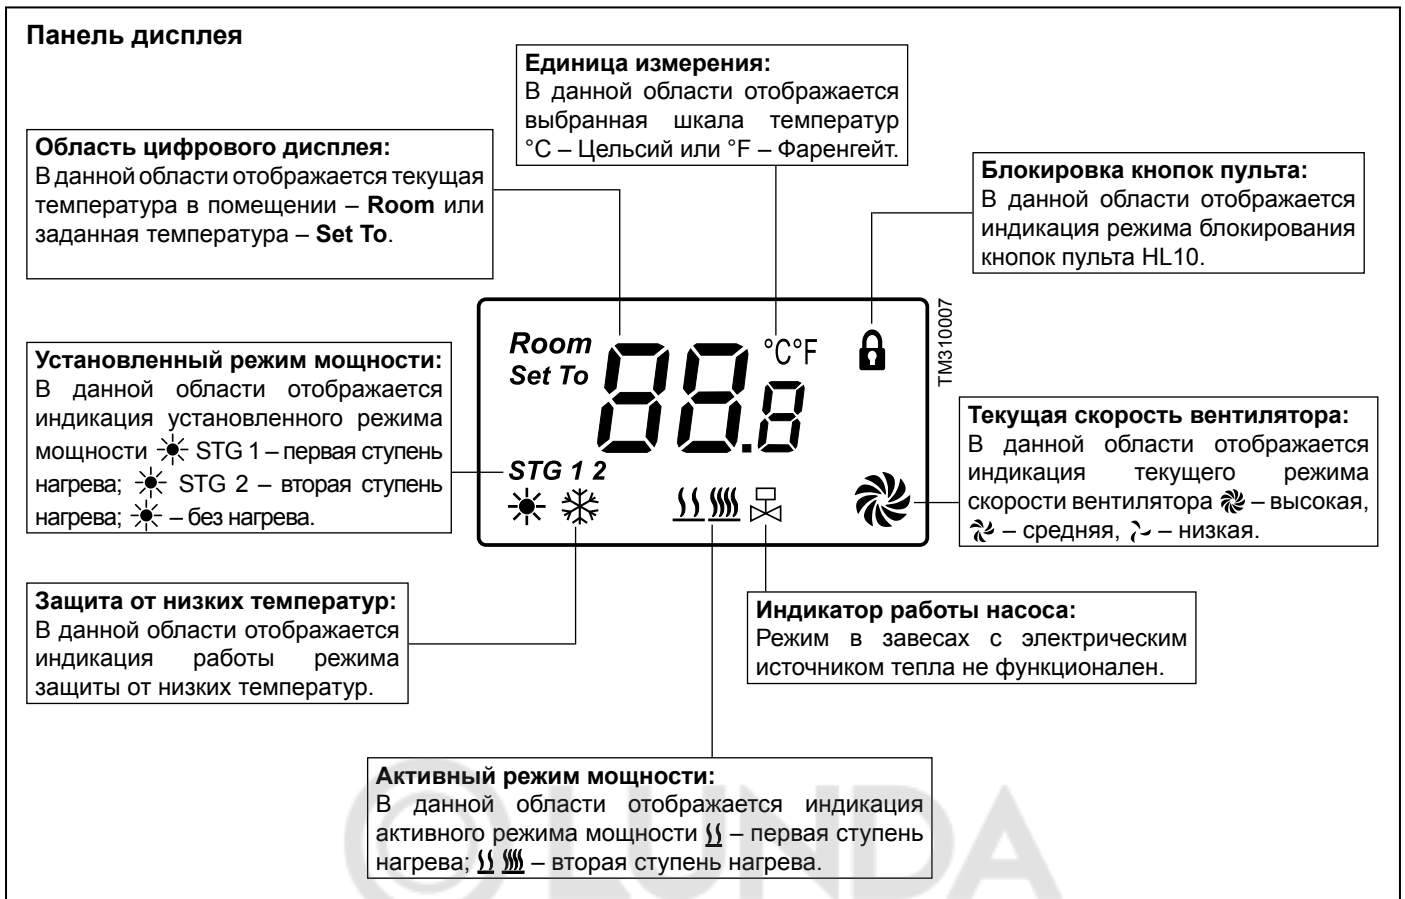 Панель дисплея
Единица измерения:
В данной области отображается
выбранная шкала температур
°C – Цельсий или °F – Фаренгейт.
Область цифрового дисплея:
В данной области отображается текущая
температура в помещении – Room или
заданная температура – Set To.
Блокировка кнопок пульта:
В данной области отображается
индикация режима блокирования
кнопок пульта HL10.
Установленный режим мощности:
В данной области отображается
индикация установленного режима
мощности ☀ STG 1 – первая ступень
нагрева; ☀ STG 2 – вторая ступень
нагрева; ☀ – без нагрева.
Room
Set To
88.8
°C°F
STG 1 2
TM310007
Текущая скорость вентилятора:
В данной области отображается
индикация текущего режима
скорости вентилятора – высокая,
– средняя, – низкая.
Защита от низких температур:
В данной области отображается
индикация работы режима
защиты от низких температур.
Индикатор работы насоса:
Режим в завесах с электрическим
источником тепла не функционален.
Активный режим мощности:
В данной области отображается индикация
активного режима мощности – первая ступень
нагрева; – вторая ступень нагрева.
LUNDA